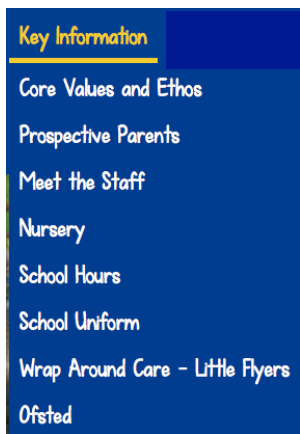 Key Information
Core Values and Ethos
Prospective Parents
Meet the Staff
Nursery
School Hours
School Uniform
Wrap Around Care - Little Flyers
Ofsted